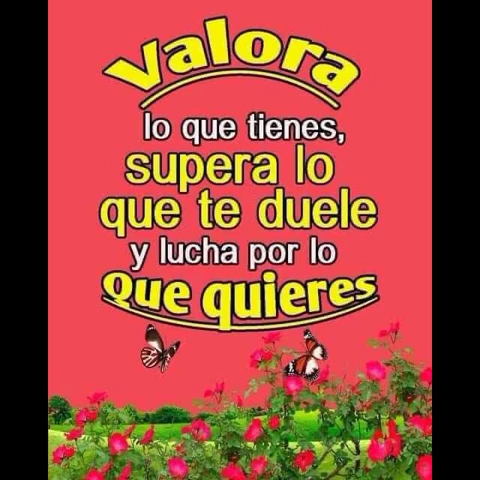 Valora
lo que tienes,
supera lo
que te duele
y lucha por lo
Que quieres